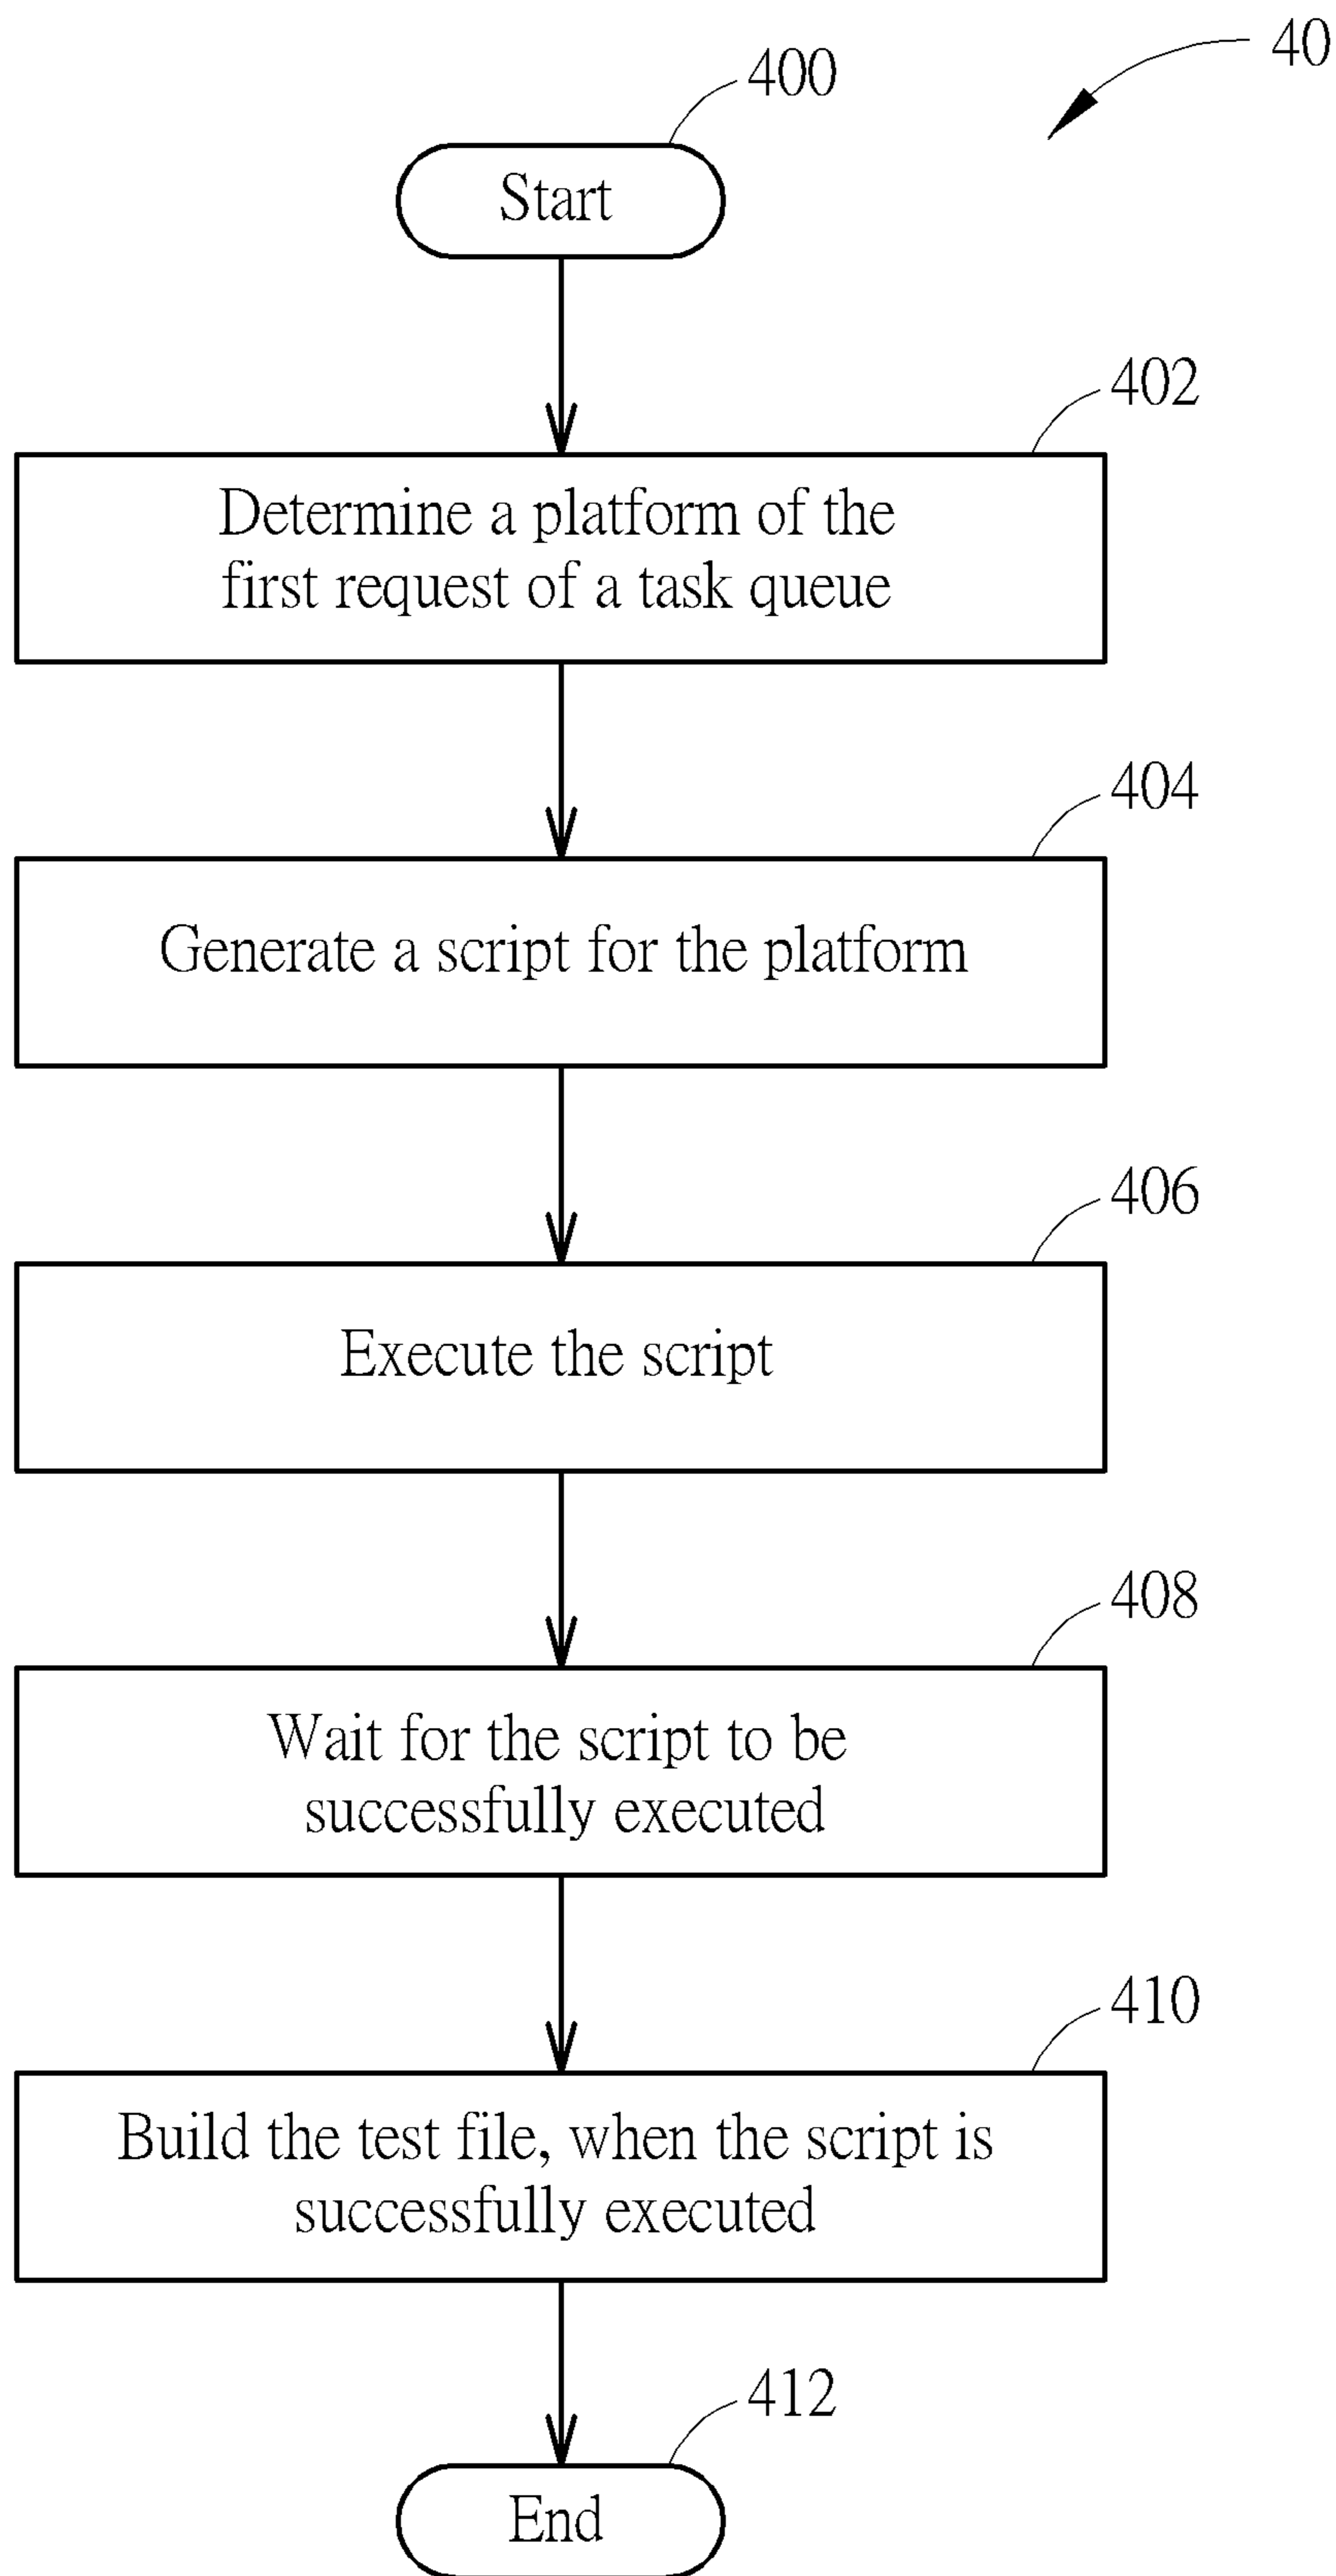 40
400
Start
402
Determine a platform of the
first request of a task queue
404
Generate a script for the platform
406
Execute the script
408
Wait for the script to be
successfully executed
410
Build the test file, when the script is
successfully executed
412
End